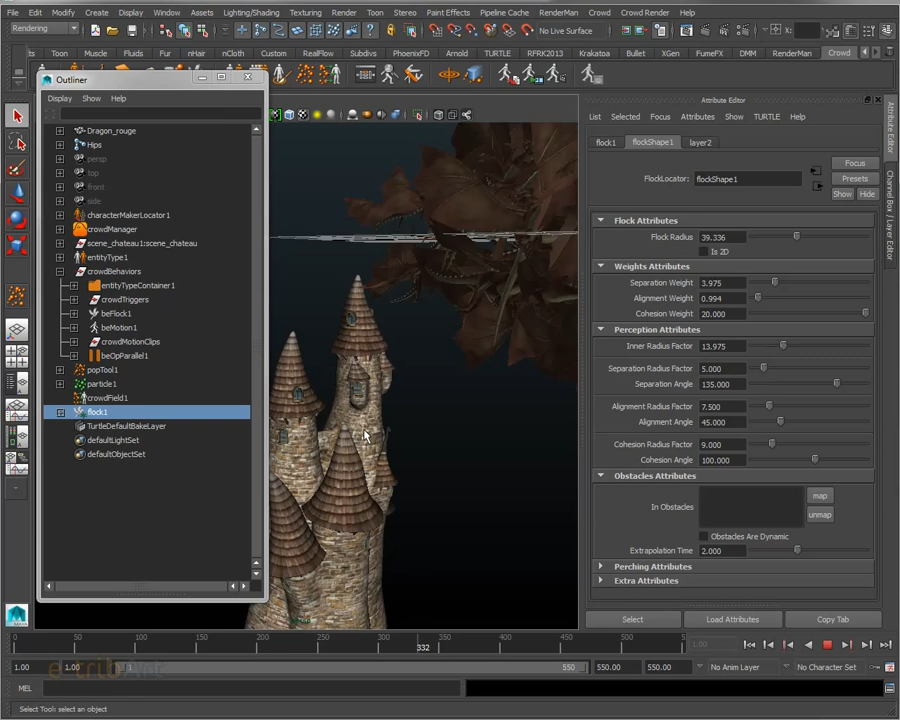 File Edit Modify Create Display Window Assets Lighting/Shading Texturing Render Toon Stereo Paint Effects Pipeline Cache RenderMan Crowd Crowd Render Help
Rendering No Live Surface X:
ts Toon Muscle Fluids Fur nHair nCloth Custom RealFlow Subdivs PhoenixFD Arnold TURTLE RFRK2013 Krakatoa Bullet XGen FumeFX DMM RenderMan Crowd
Outliner
Display Show Help
Dragon_rouge
Hips
persp
top
front
side
characterMakerLocator1
crowdManager
scene_chateau1:scene_chateau
entityType1
crowdBehaviors
entityTypeContainer1
crowdTriggers
beFlock1
beMotion1
crowdMotionClips
beOpParallel1
popTool1
particle1
crowdField1
flock1
TurtleDefaultBakeLayer
defaultLightSet
defaultObjectSet
Attribute Editor
List Selected Focus Attributes Show TURTLE Help
flock1 flockShape1 layer2
Focus
FlockLocator: flockShape1 Presets
Show Hide
Flock Attributes
Flock Radius 39.336
Is 2D
Weights Attributes
Separation Weight 3.975
Alignment Weight 0.994
Cohesion Weight 20.000
Perception Attributes
Inner Radius Factor 13.975
Separation Radius Factor 5.000
Separation Angle 135.000
Alignment Radius Factor 7.500
Alignment Angle 45.000
Cohesion Radius Factor 9.000
Cohesion Angle 100.000
Obstacles Attributes
In Obstacles map
unmap
Obstacles Are Dynamic
Extrapolation Time 2.000
Perching Attributes
Extra Attributes
Select Load Attributes Copy Tab
Attribute Editor
Channel Box / Layer Editor
0 50 100 150 200 250 300 332 350 400 450 500 55 1.00
1.00 1.00 1 550 550.00 550.00 No Anim Layer No Character Set
e-tribArt
MEL
Select Tool: select an object